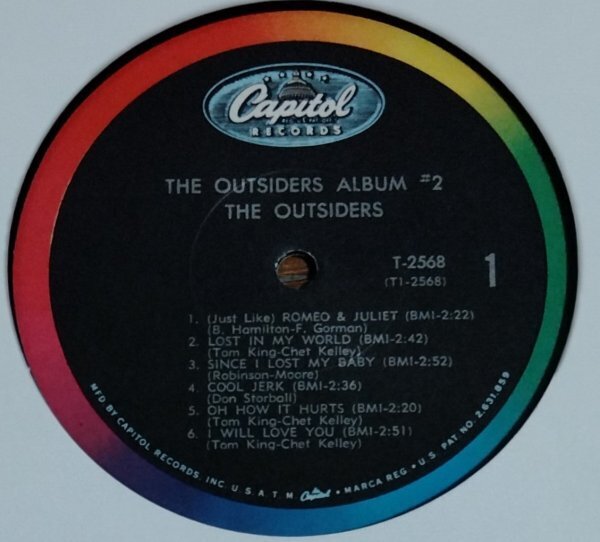 Capitol
RECORDS
THE OUTSIDERS ALBUM #2
THE OUTSIDERS
T-2568
(T1-2568)
1
1. (Just Like) ROMEO & JULIET (BMI-2:22)
(B. Hamilton-F. Gorman)
2. LOST IN MY WORLD (BMI-2:42)
(Tom King-Chet Kelley)
3. SINCE I LOST MY BABY (BMI-2:52)
(Robinson-Moore)
4. COOL JERK (BMI-2:36)
(Don Storball)
5. OH HOW IT HURTS (BMI-2:20)
(Tom King-Chet Kelley)
6. I WILL LOVE YOU (BMI-2:51)
(Tom King-Chet Kelley)
MFD BY CAPITOL RECORDS, INC. U.S.A. T.M. Capitol • MARCA REG • U.S. PAT. NO. 2,631,859